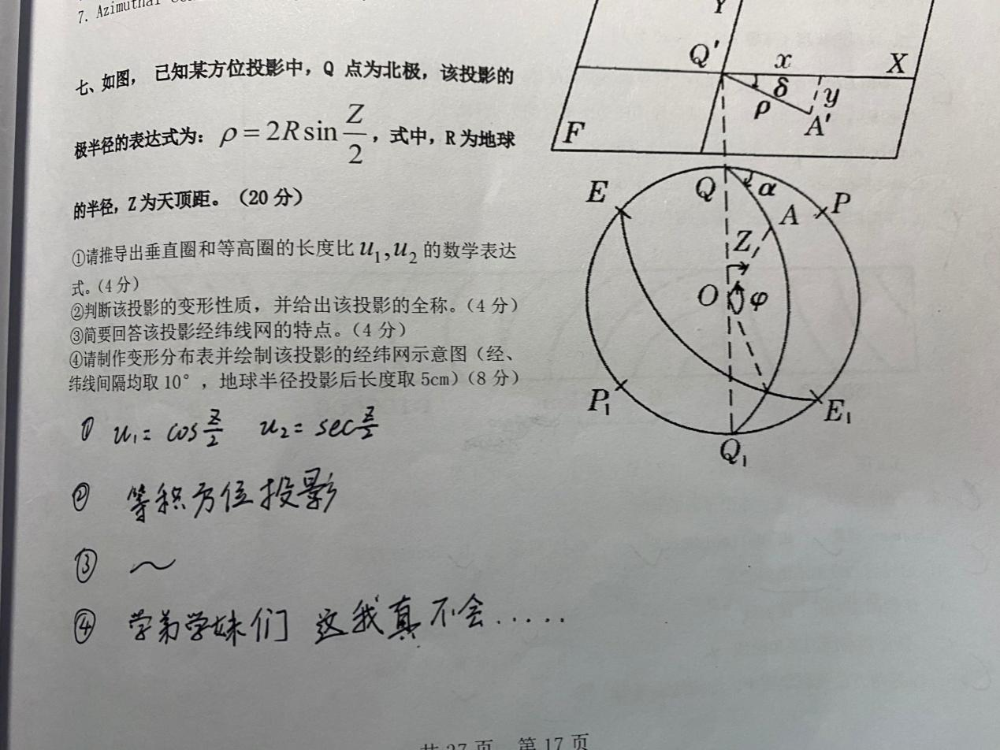 7. Azimuthal
七、如图， 已知某方位投影中，Q 点为北极，该投影的
极半径的表达式为：ρ = 2R sin Z/2，式中，R 为地球
的半径，Z 为天顶距。（20 分）
①请推导出垂直圈和等高圈的长度比 u₁,u₂ 的数学表达
式。（4 分）
②判断该投影的变形性质，并给出该投影的全称。（4 分）
③简要回答该投影经纬线网的特点。（4 分）
④请制作变形分布表并绘制该投影的经纬网示意图（经、
纬线间隔均取 10°，地球半径投影后长度取 5cm）（8 分）
① u₁= cos Z/2 u₂= sec Z/2
② 等积方位投影
③ ～
④ 学弟学妹们 这我真不会.....
Y
Q′ x X
δ y
ρ A′
F
E Q α P
A
Z
O φ
P₁ E₁
Q₁
共 27 页 第 17 页